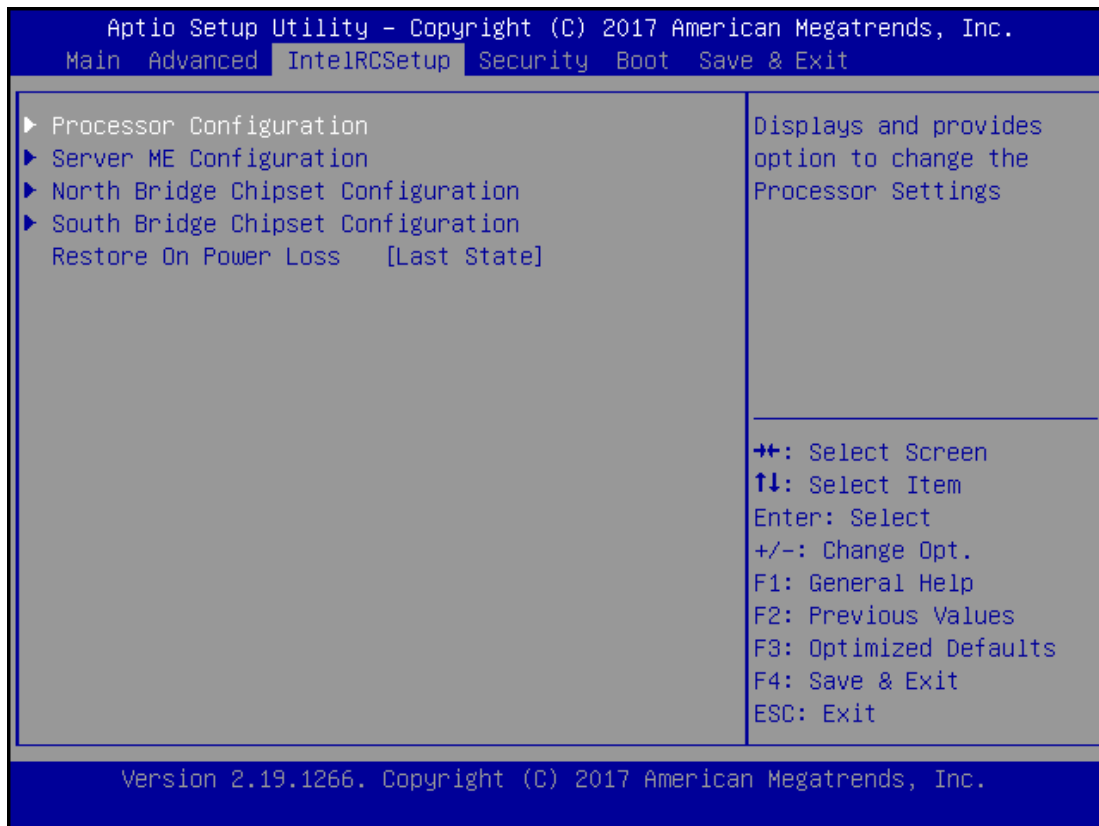 Aptio Setup Utility – Copyright (C) 2017 American Megatrends, Inc.
Main Advanced IntelRCSetup Security Boot Save & Exit
▶ Processor Configuration
▶ Server ME Configuration
▶ North Bridge Chipset Configuration
▶ South Bridge Chipset Configuration
Restore On Power Loss [Last State]
Displays and provides
option to change the
Processor Settings
→←: Select Screen
↑↓: Select Item
Enter: Select
+/-: Change Opt.
F1: General Help
F2: Previous Values
F3: Optimized Defaults
F4: Save & Exit
ESC: Exit
Version 2.19.1266. Copyright (C) 2017 American Megatrends, Inc.